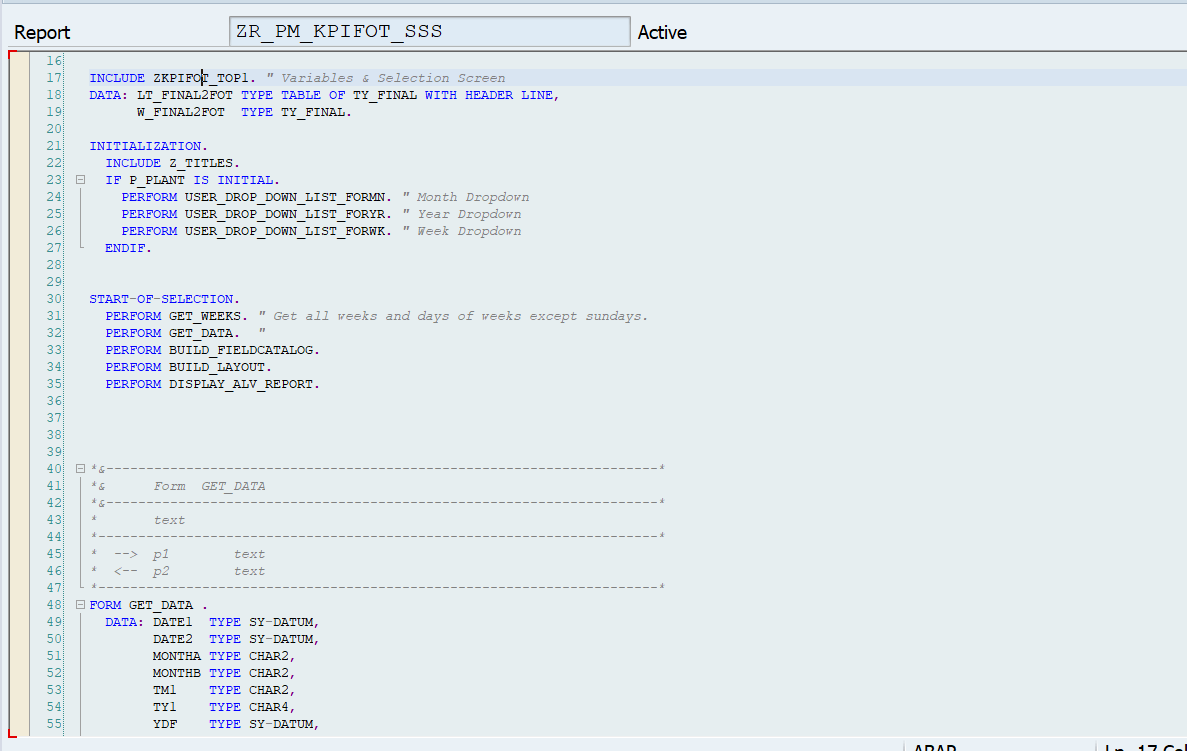 Report ZR_PM_KPIFOT_SSS Active
16
17 INCLUDE ZKPIFOT_TOP1. " Variables & Selection Screen
18 DATA: LT_FINAL2FOT TYPE TABLE OF TY_FINAL WITH HEADER LINE,
19 W_FINAL2FOT TYPE TY_FINAL.
20
21 INITIALIZATION.
22 INCLUDE Z_TITLES.
23 IF P_PLANT IS INITIAL.
24 PERFORM USER_DROP_DOWN_LIST_FORMN. " Month Dropdown
25 PERFORM USER_DROP_DOWN_LIST_FORYR. " Year Dropdown
26 PERFORM USER_DROP_DOWN_LIST_FORWK. " Week Dropdown
27 ENDIF.
28
29
30 START-OF-SELECTION.
31 PERFORM GET_WEEKS. " Get all weeks and days of weeks except sundays.
32 PERFORM GET_DATA. "
33 PERFORM BUILD_FIELDCATALOG.
34 PERFORM BUILD_LAYOUT.
35 PERFORM DISPLAY_ALV_REPORT.
36
37
38
39
40 *&---------------------------------------------------------------------*
41 *& Form GET_DATA
42 *&---------------------------------------------------------------------*
43 * text
44 *----------------------------------------------------------------------*
45 * --> p1 text
46 * <-- p2 text
47 *----------------------------------------------------------------------*
48 FORM GET_DATA .
49 DATA: DATE1 TYPE SY-DATUM,
50 DATE2 TYPE SY-DATUM,
51 MONTHA TYPE CHAR2,
52 MONTHB TYPE CHAR2,
53 TM1 TYPE CHAR2,
54 TY1 TYPE CHAR4,
55 YDF TYPE SY-DATUM,
ABAP Ln 17 Col